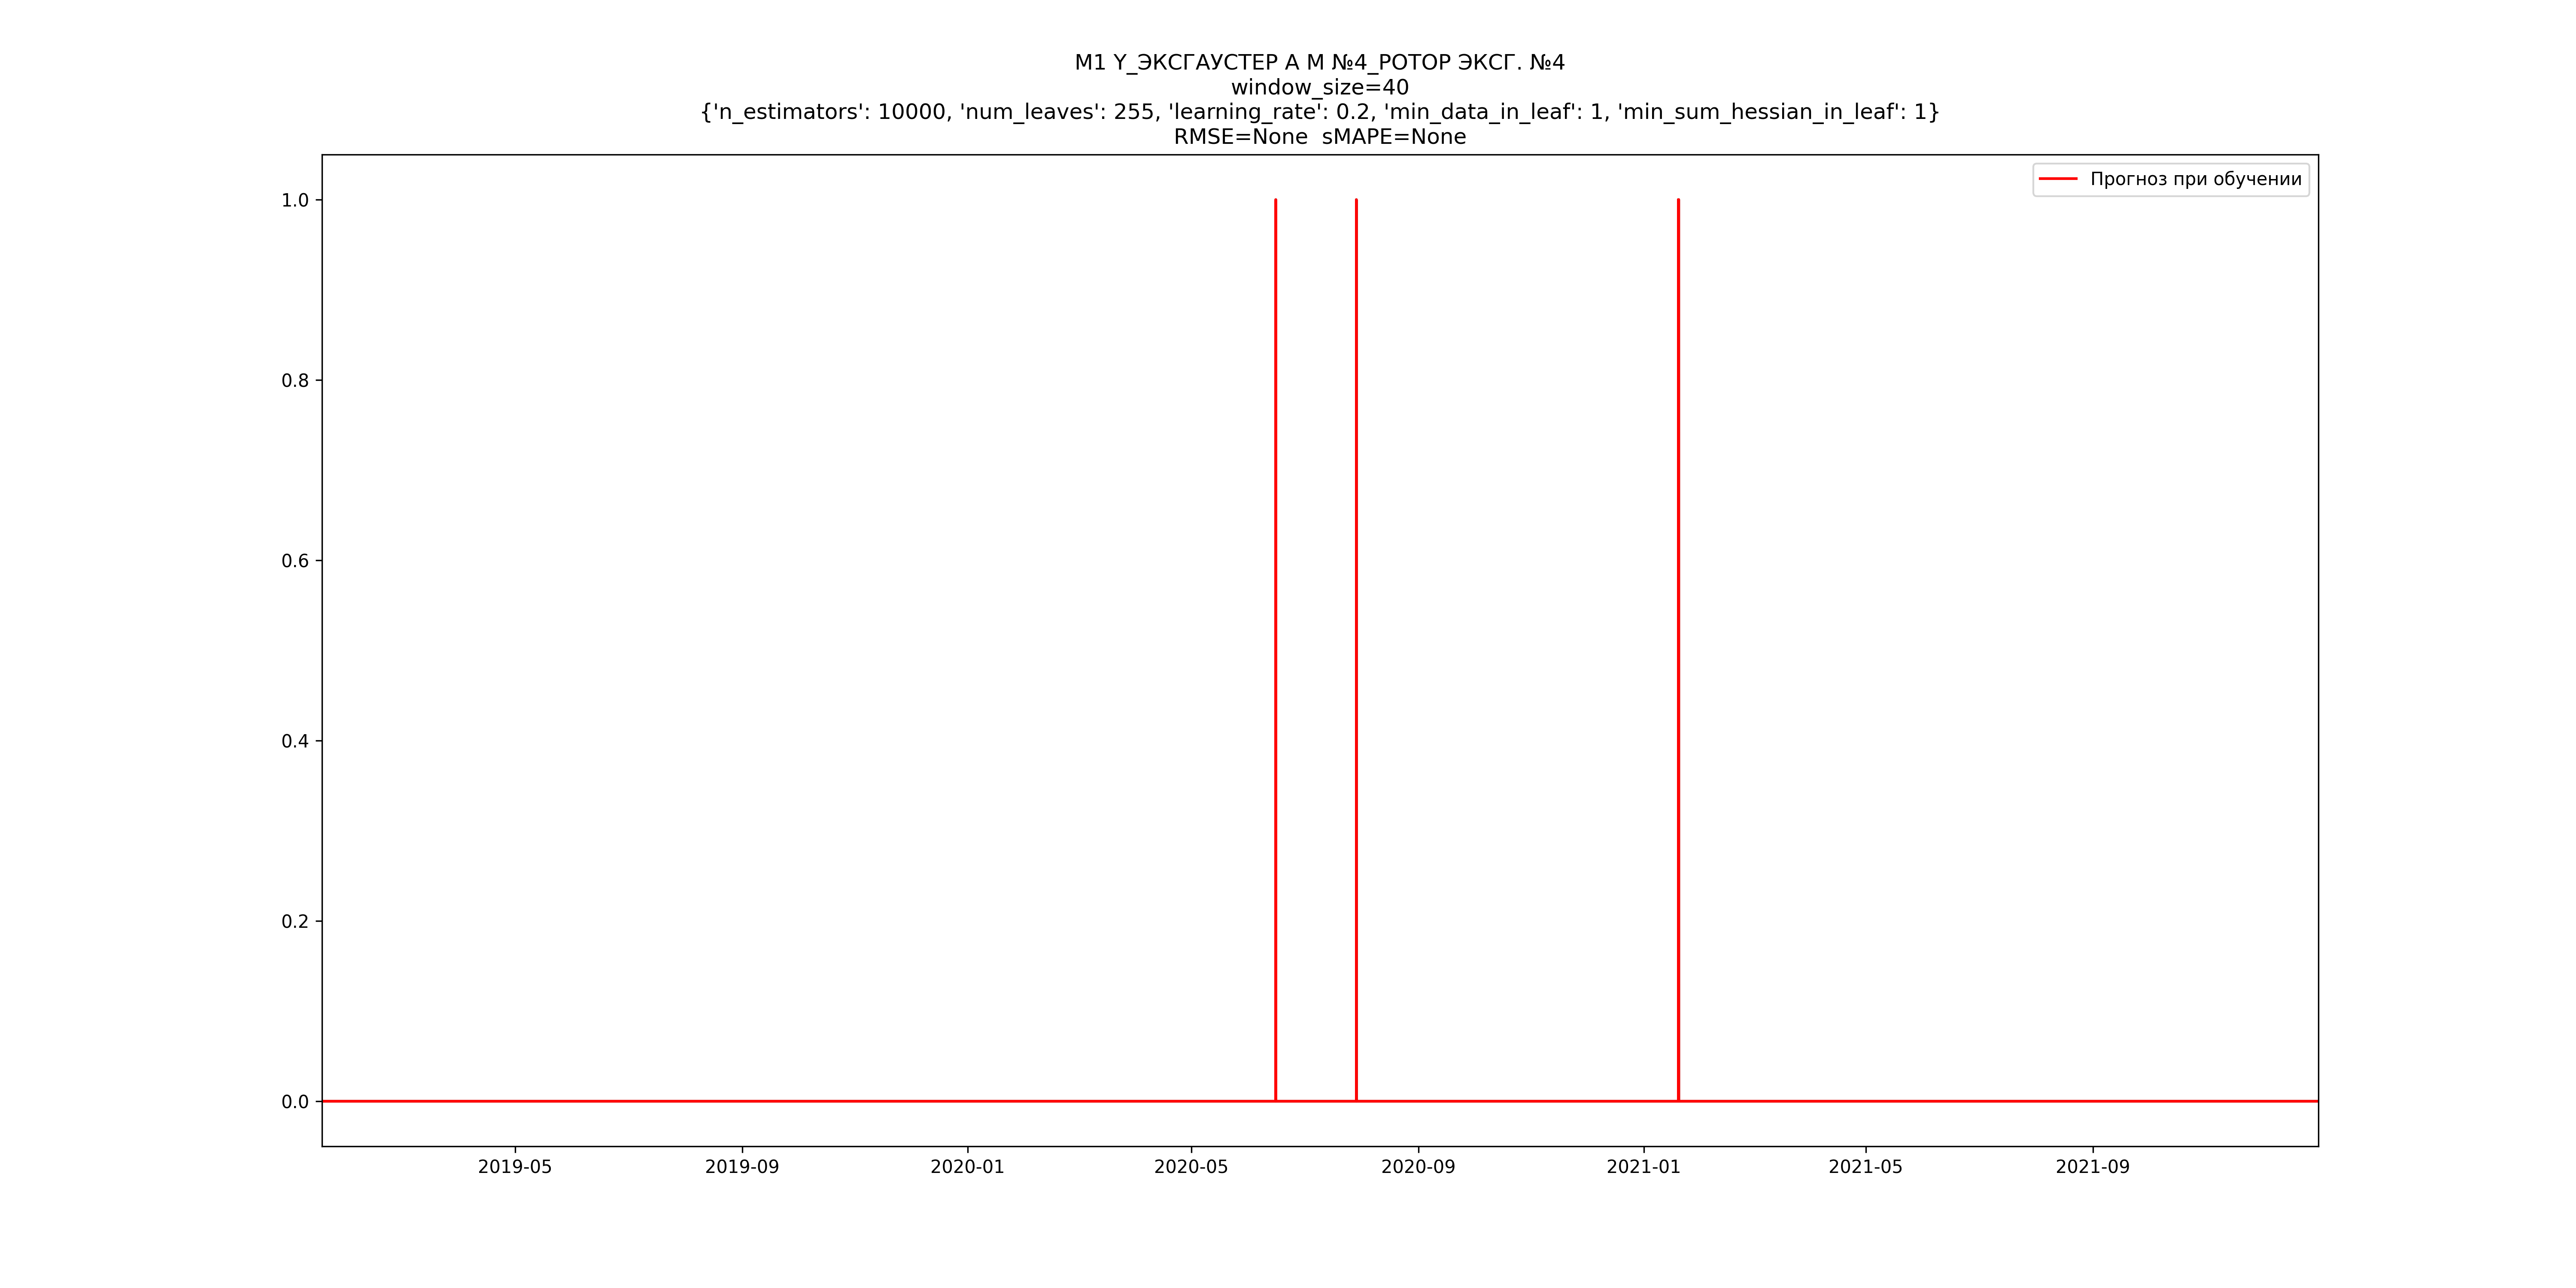 М1 Y_ЭКСГАУСТЕР А М №4_РОТОР ЭКСГ. №4
window_size=40
{'n_estimators': 10000, 'num_leaves': 255, 'learning_rate': 0.2, 'min_data_in_leaf': 1, 'min_sum_hessian_in_leaf': 1}
RMSE=None  sMAPE=None
Прогноз при обучении
1.0
0.8
0.6
0.4
0.2
0.0
2019-05
2019-09
2020-01
2020-05
2020-09
2021-01
2021-05
2021-09